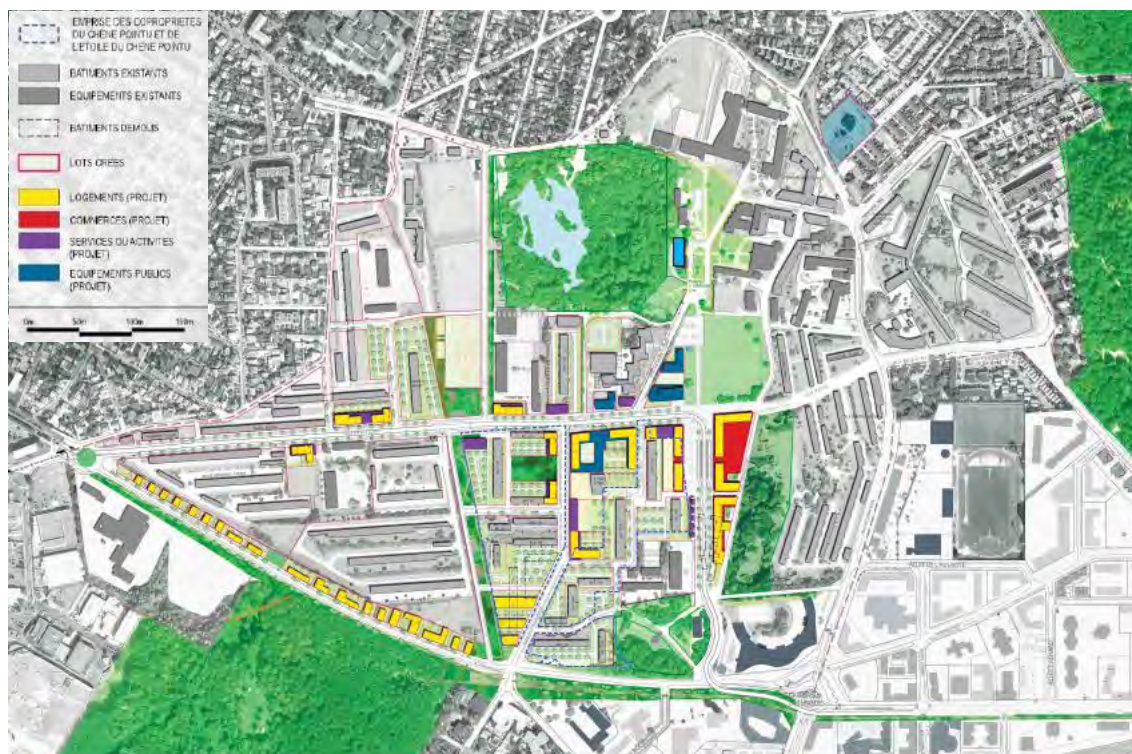 EMPRISE DES COPROPRIETES
DU CHENE POINTU ET DE
L'ETOILE DU CHENE POINTU
BATIMENTS EXISTANTS
EQUIPEMENTS EXISTANTS
BATIMENTS DEMOLIS
LOTS CREES
LOGEMENTS (PROJET)
COMMERCES (PROJET)
SERVICES OU ACTIVITES
(PROJET)
EQUIPEMENTS PUBLICS
(PROJET)
0m 50m 100m 150m